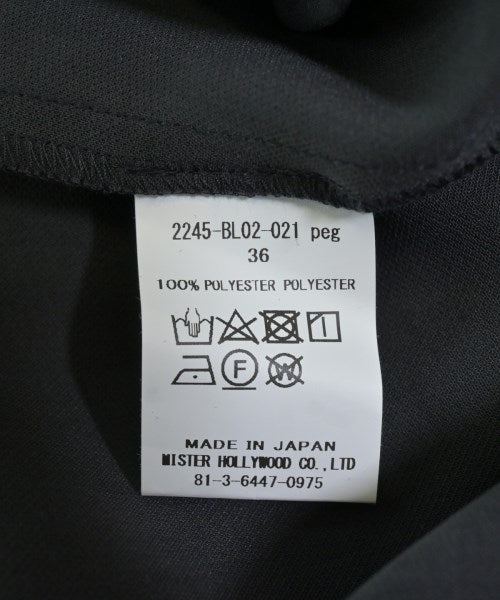 2245-BL02-021 peg
36
100% POLYESTER POLYESTER
F
W
MADE IN JAPAN
MISTER HOLLYWOOD CO.,LTD
81-3-6447-0975